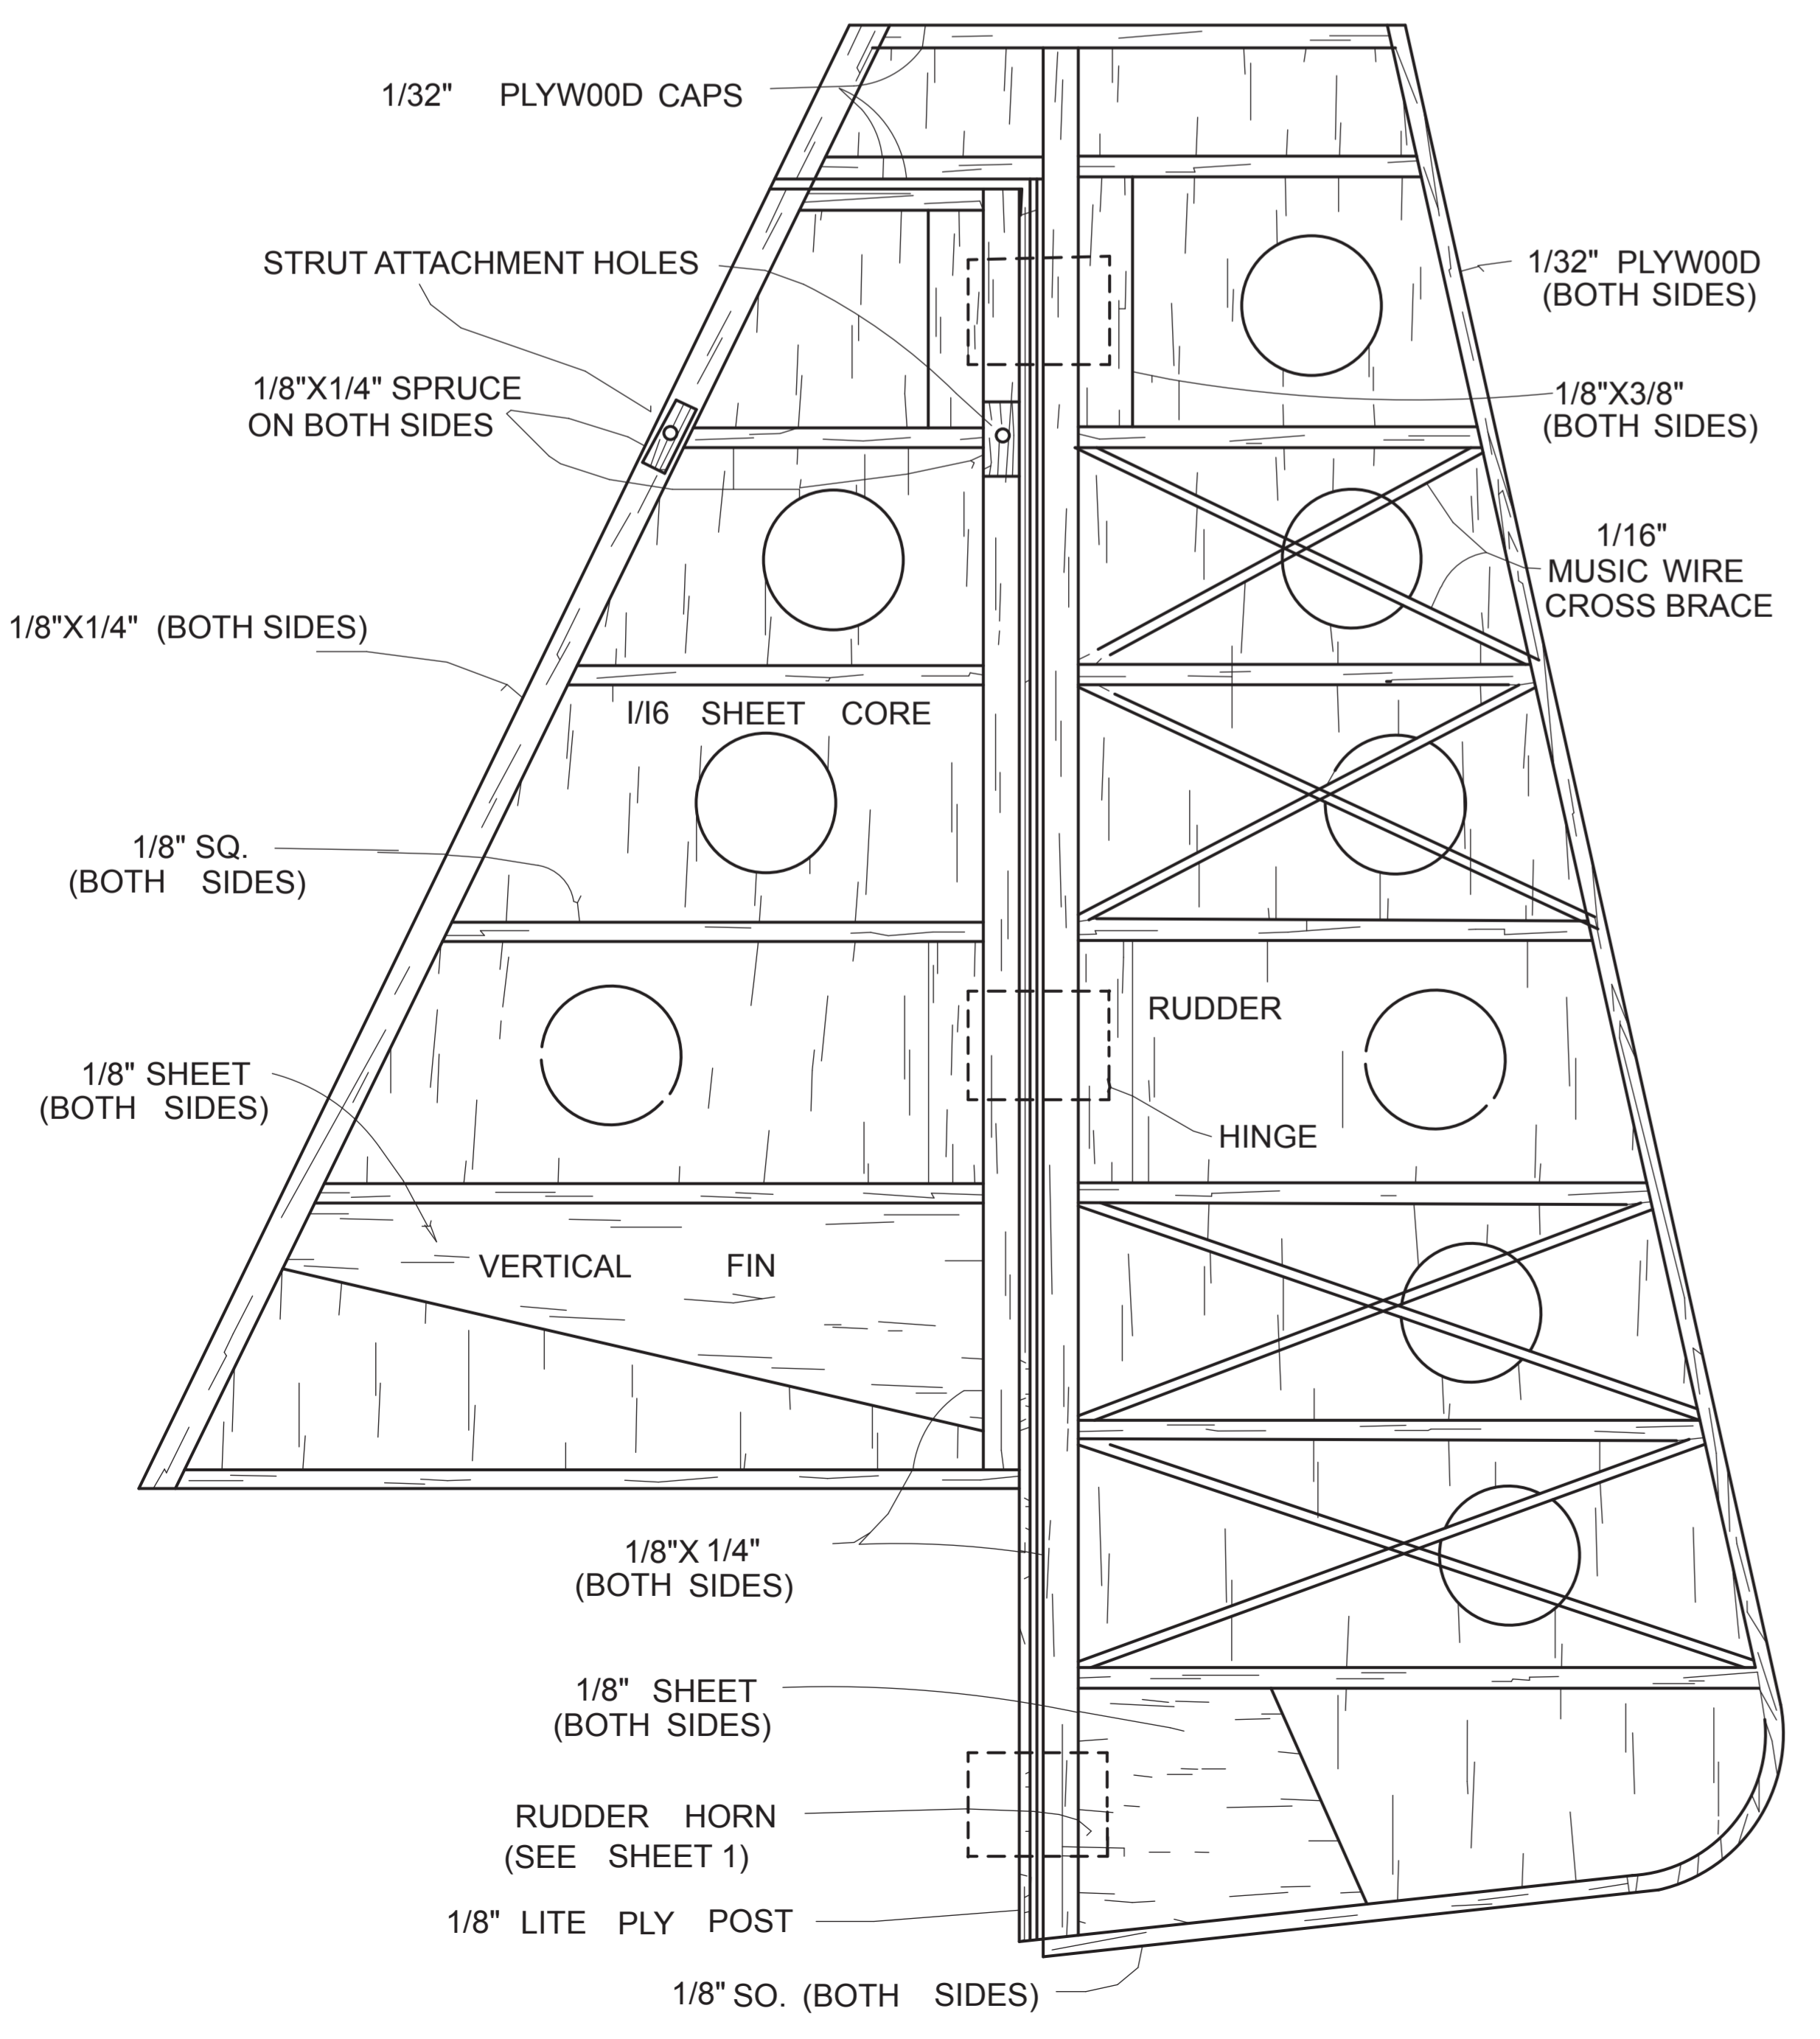 1/32" PLYW00D CAPS
STRUT ATTACHMENT HOLES
1/32" PLYW00D
(BOTH SIDES)
1/8"X1/4" SPRUCE
ON BOTH SIDES
1/8"X3/8"
(BOTH SIDES)
1/16"
MUSIC WIRE
CROSS BRACE
1/8"X1/4" (BOTH SIDES)
I/I6 SHEET CORE
1/8" SQ.
(BOTH SIDES)
RUDDER
1/8" SHEET
(BOTH SIDES)
HINGE
VERTICAL FIN
1/8"X 1/4"
(BOTH SIDES)
1/8" SHEET
(BOTH SIDES)
RUDDER HORN
(SEE SHEET 1)
1/8" LITE PLY POST
1/8" SO. (BOTH SIDES)